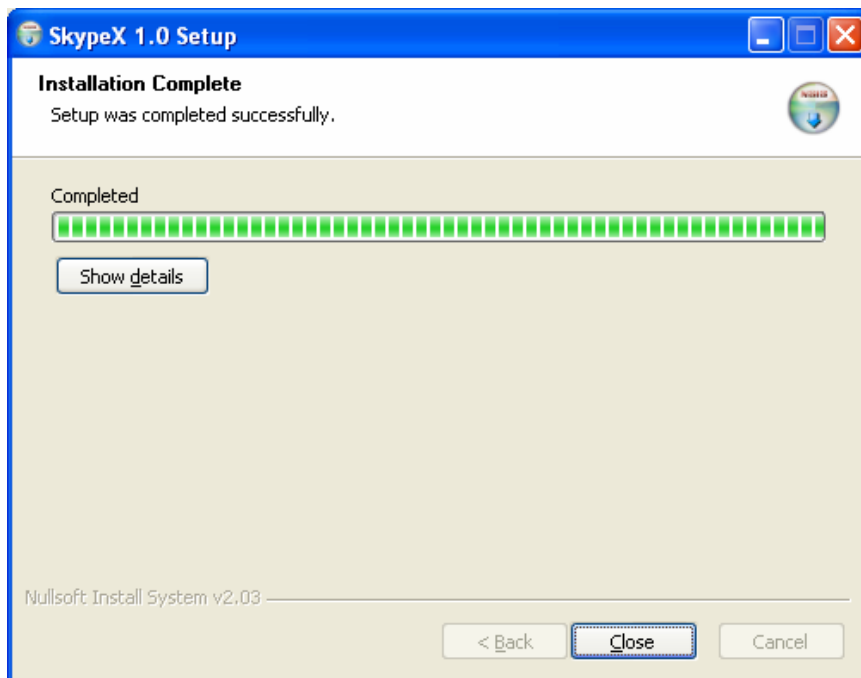 SkypeX 1.0 Setup
Installation Complete
Setup was completed successfully.
Completed
Show details
Nullsoft Install System v2.03
< Back
Close
Cancel